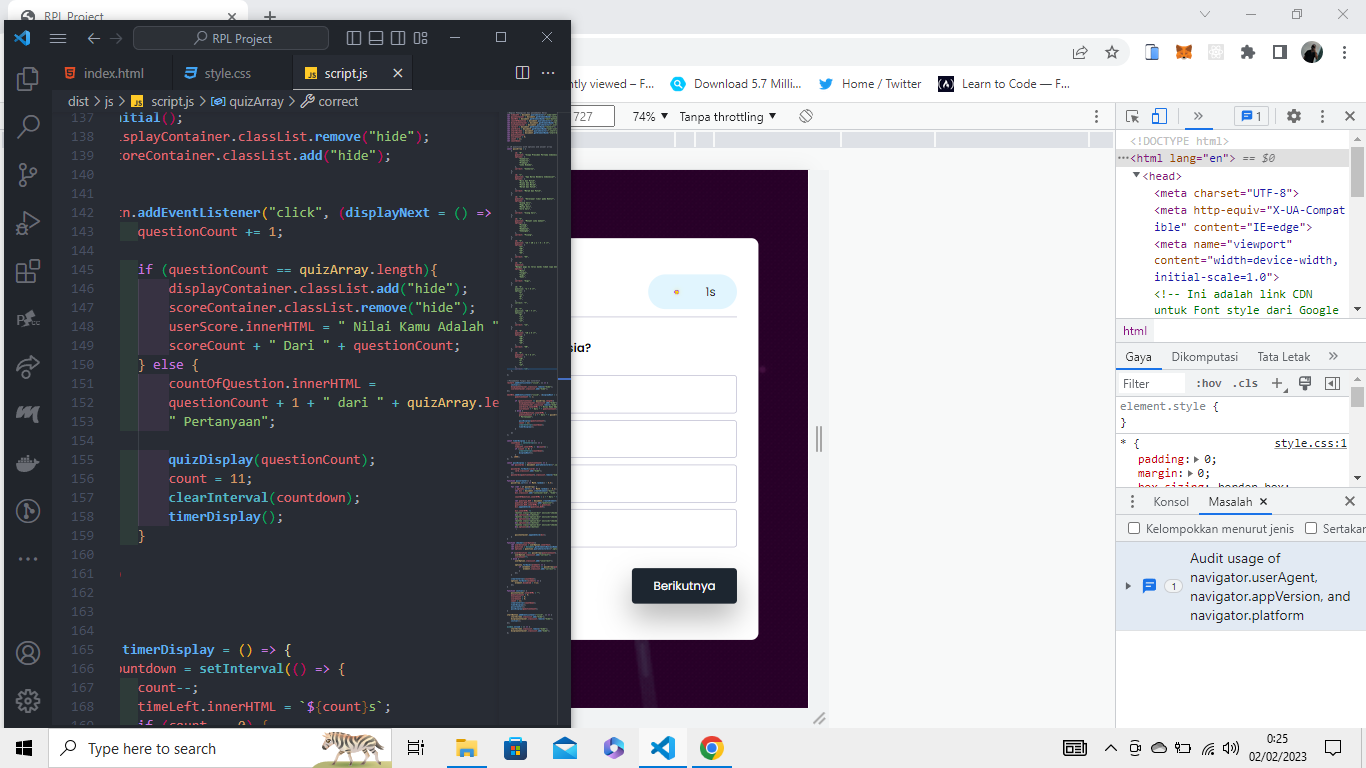 RPL Project
RPL Project
index.html
style.css
script.js
dist
js
script.js
quizArray
correct
ntly viewed – F...
Download 5.7 Milli...
Home / Twitter
Learn to Code — F...
727
74%
Tanpa throttling
1
137 nitial();
138 isplayContainer.classList.remove("hide");
139 coreContainer.classList.add("hide");
140
141
142 tn.addEventListener("click", (displayNext = () =>
143 questionCount += 1;
144
145 if (questionCount == quizArray.length){
146 displayContainer.classList.add("hide");
147 scoreContainer.classList.remove("hide");
148 userScore.innerHTML = " Nilai Kamu Adalah "
149 scoreCount + " Dari " + questionCount;
150 } else {
151 countOfQuestion.innerHTML =
152 questionCount + 1 + " dari " + quizArray.le
153 " Pertanyaan";
154
155 quizDisplay(questionCount);
156 count = 11;
157 clearInterval(countdown);
158 timerDisplay();
159 }
160
161
162
163
164
165 timerDisplay = () => {
166 ountdown = setInterval(() => {
167 count--;
168 timeLeft.innerHTML = `${count}s`;
169 if (count == 0) {
1s
sia?
Berikutnya
<!DOCTYPE html>
<html lang="en"> == $0
<head>
<meta charset="UTF-8">
<meta http-equiv="X-UA-Compat
ible" content="IE=edge">
<meta name="viewport"
content="width=device-width,
initial-scale=1.0">
<!-- Ini adalah link CDN
untuk Font style dari Google
html
Gaya
Dikomputasi
Tata Letak
Filter
:hov
.cls
element.style {
}
* {
style.css:1
padding: 0;
margin: 0;
box-sizing: border-box;
Konsol
Masalah
Kelompokkan menurut jenis
Sertakan
Audit usage of
1
navigator.userAgent,
navigator.appVersion, and
navigator.platform
Type here to search
0:25
02/02/2023